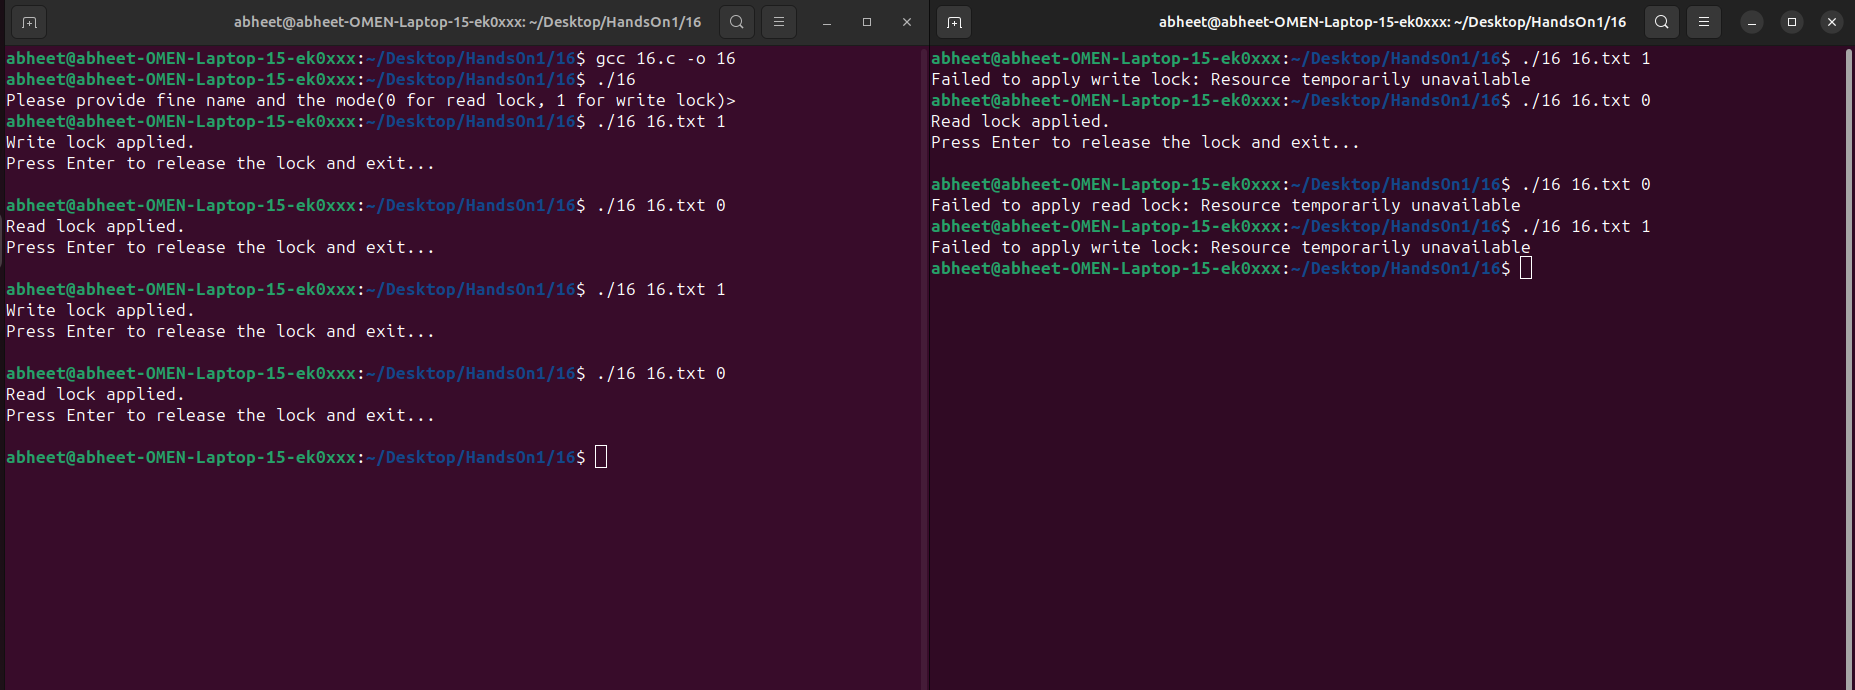 abheet@abheet-OMEN-Laptop-15-ek0xxx: ~/Desktop/HandsOn1/16
abheet@abheet-OMEN-Laptop-15-ek0xxx:~/Desktop/HandsOn1/16$ gcc 16.c -o 16
abheet@abheet-OMEN-Laptop-15-ek0xxx:~/Desktop/HandsOn1/16$ ./16
Please provide fine name and the mode(0 for read lock, 1 for write lock)>
abheet@abheet-OMEN-Laptop-15-ek0xxx:~/Desktop/HandsOn1/16$ ./16 16.txt 1
Write lock applied.
Press Enter to release the lock and exit...
abheet@abheet-OMEN-Laptop-15-ek0xxx:~/Desktop/HandsOn1/16$ ./16 16.txt 0
Read lock applied.
Press Enter to release the lock and exit...
abheet@abheet-OMEN-Laptop-15-ek0xxx:~/Desktop/HandsOn1/16$ ./16 16.txt 1
Write lock applied.
Press Enter to release the lock and exit...
abheet@abheet-OMEN-Laptop-15-ek0xxx:~/Desktop/HandsOn1/16$ ./16 16.txt 0
Read lock applied.
Press Enter to release the lock and exit...
abheet@abheet-OMEN-Laptop-15-ek0xxx:~/Desktop/HandsOn1/16$
abheet@abheet-OMEN-Laptop-15-ek0xxx: ~/Desktop/HandsOn1/16
abheet@abheet-OMEN-Laptop-15-ek0xxx:~/Desktop/HandsOn1/16$ ./16 16.txt 1
Failed to apply write lock: Resource temporarily unavailable
abheet@abheet-OMEN-Laptop-15-ek0xxx:~/Desktop/HandsOn1/16$ ./16 16.txt 0
Read lock applied.
Press Enter to release the lock and exit...
abheet@abheet-OMEN-Laptop-15-ek0xxx:~/Desktop/HandsOn1/16$ ./16 16.txt 0
Failed to apply read lock: Resource temporarily unavailable
abheet@abheet-OMEN-Laptop-15-ek0xxx:~/Desktop/HandsOn1/16$ ./16 16.txt 1
Failed to apply write lock: Resource temporarily unavailable
abheet@abheet-OMEN-Laptop-15-ek0xxx:~/Desktop/HandsOn1/16$